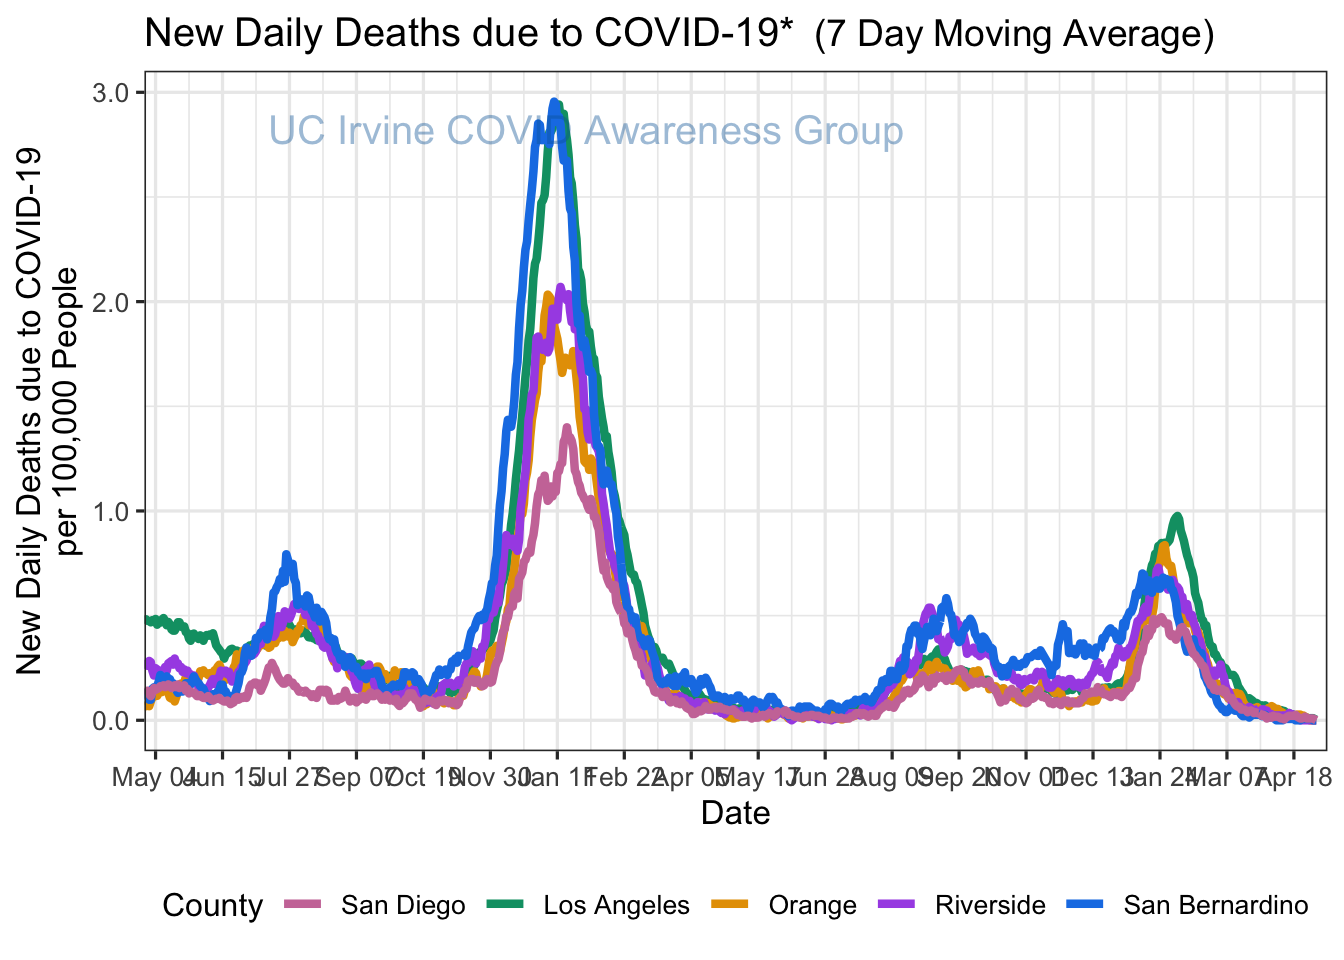 New Daily Deaths due to COVID-19* (7 Day Moving Average)
UC Irvine COVID Awareness Group
New Daily Deaths due to COVID-19
per 100,000 People
3.0
2.0
1.0
0.0
May 04 Jun 15 Jul 27 Sep 07 Oct 19 Nov 30 Jan 11 Feb 22 Apr 05 May 17 Jun 28 Aug 09 Sep 20 Nov 01 Dec 13 Jan 24 Mar 07 Apr 18
Date
County San Diego Los Angeles Orange Riverside San Bernardino